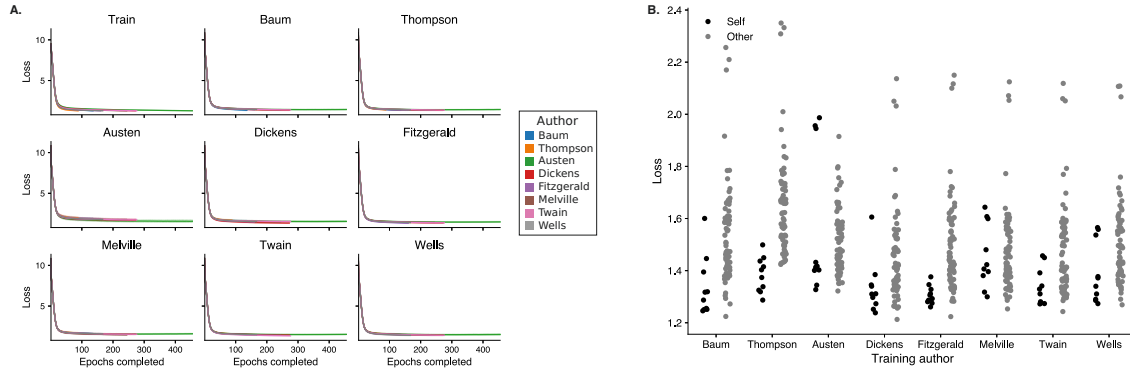 A.
Train
Baum
Thompson
10
5
Loss
Austen
Dickens
Fitzgerald
10
5
Loss
Melville
Twain
Wells
10
5
Loss
100 200 300 400
100 200 300 400
100 200 300 400
Epochs completed
Epochs completed
Epochs completed
Author
Baum
Thompson
Austen
Dickens
Fitzgerald
Melville
Twain
Wells
B.
Self
Other
2.4
2.2
2.0
1.8
1.6
1.4
1.2
Loss
Baum Thompson Austen Dickens Fitzgerald Melville Twain Wells
Training author